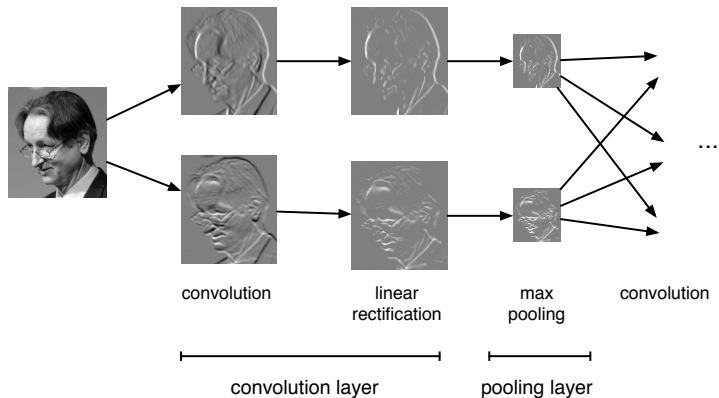 ...
convolution
linear
rectification
max
pooling
convolution
convolution layer
pooling layer